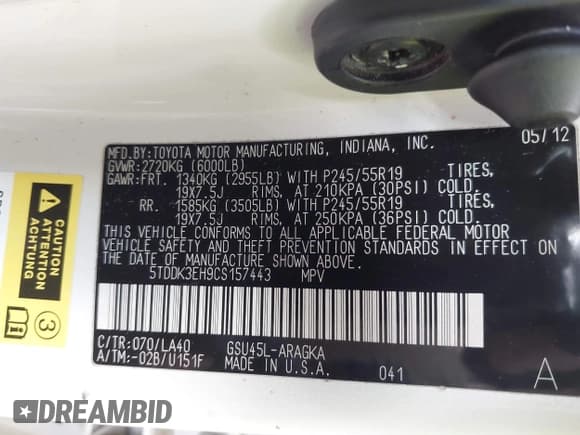 CAUTION
ACHTUNG
ATTENTION
3
MFD.BY:TOYOTA MOTOR MANUFACTURING, INDIANA, INC. 05/12
GVWR:2720KG (6000LB)
GAWR:FRT. 1340KG (2955LB) WITH P245/55R19 TIRES,
19X7.5J RIMS, AT 210KPA (30PSI) COLD.
RR. 1585KG (3505LB) WITH P245/55R19 TIRES,
19X7.5J RIMS, AT 250KPA (36PSI) COLD.
THIS VEHICLE CONFORMS TO ALL APPLICABLE FEDERAL MOTOR
VEHICLE SAFETY AND THEFT PREVENTION STANDARDS IN EFFECT ON
THE DATE OF MANUFACTURE SHOWN ABOVE.
5TDDK3EH9CS157443 MPV
C/TR:070/LA40 GSU45L-ARAGKA
A/TM:-02B/U151F MADE IN U.S.A. 041 A
DREAMBID